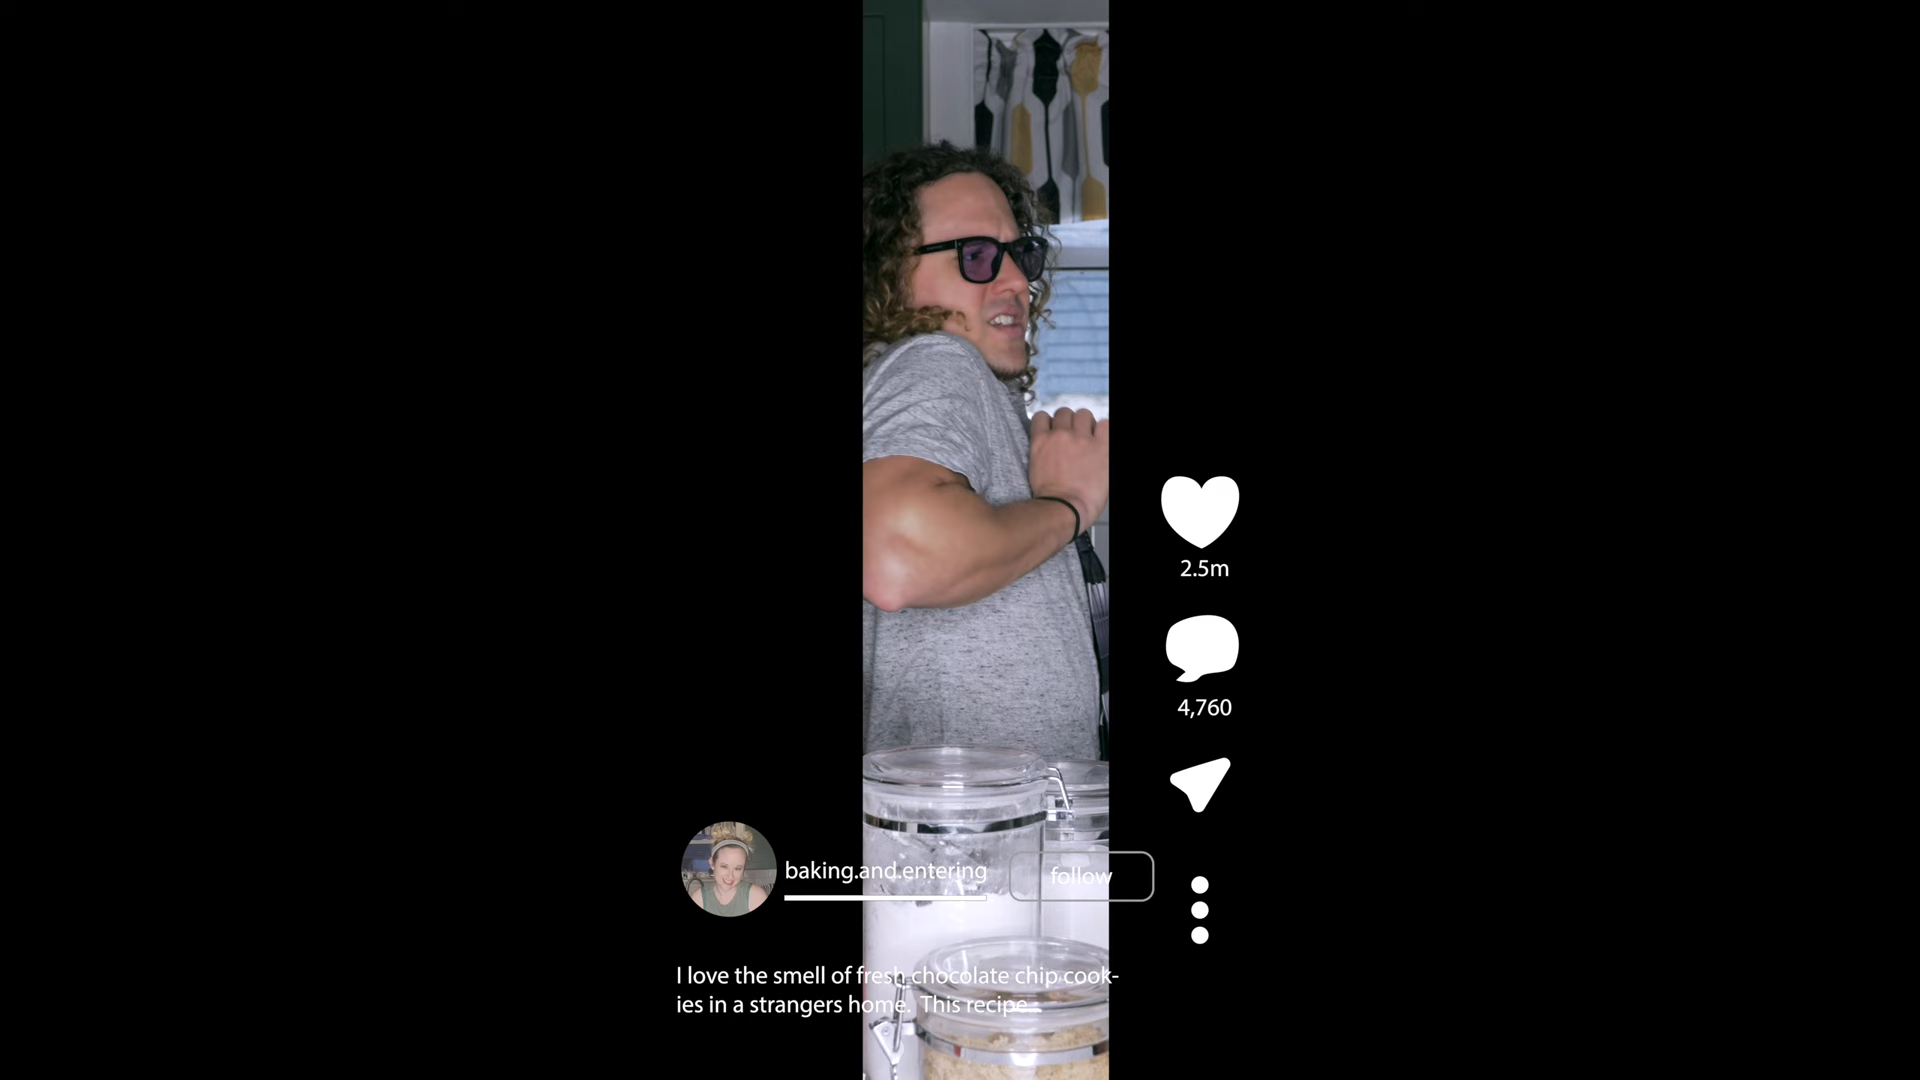 2.5m
4,760
baking.and.entering
follow
I love the smell of fresh chocolate chip cook-
ies in a strangers home. This recipe...